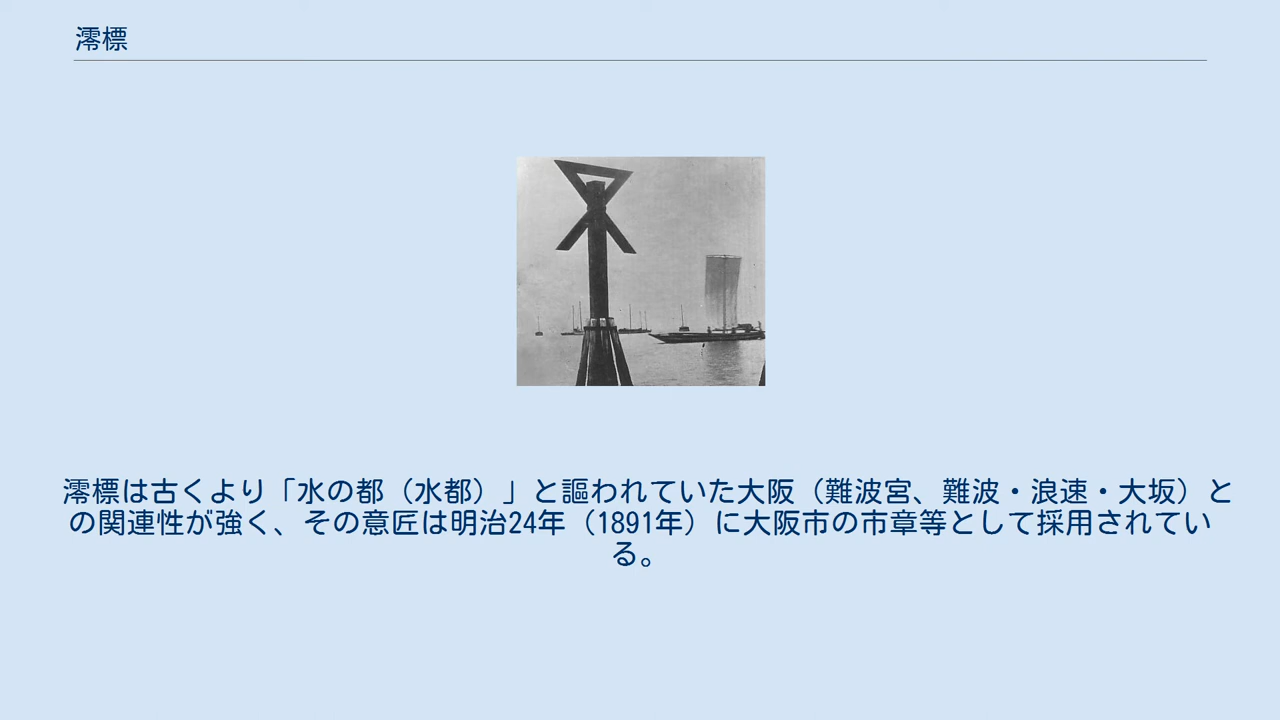 澪標
澪標は古くより「水の都（水都）」と謳われていた大阪（難波宮、難波・浪速・大坂）と
の関連性が強く、その意匠は明治24年（1891年）に大阪市の市章等として採用されてい
る。